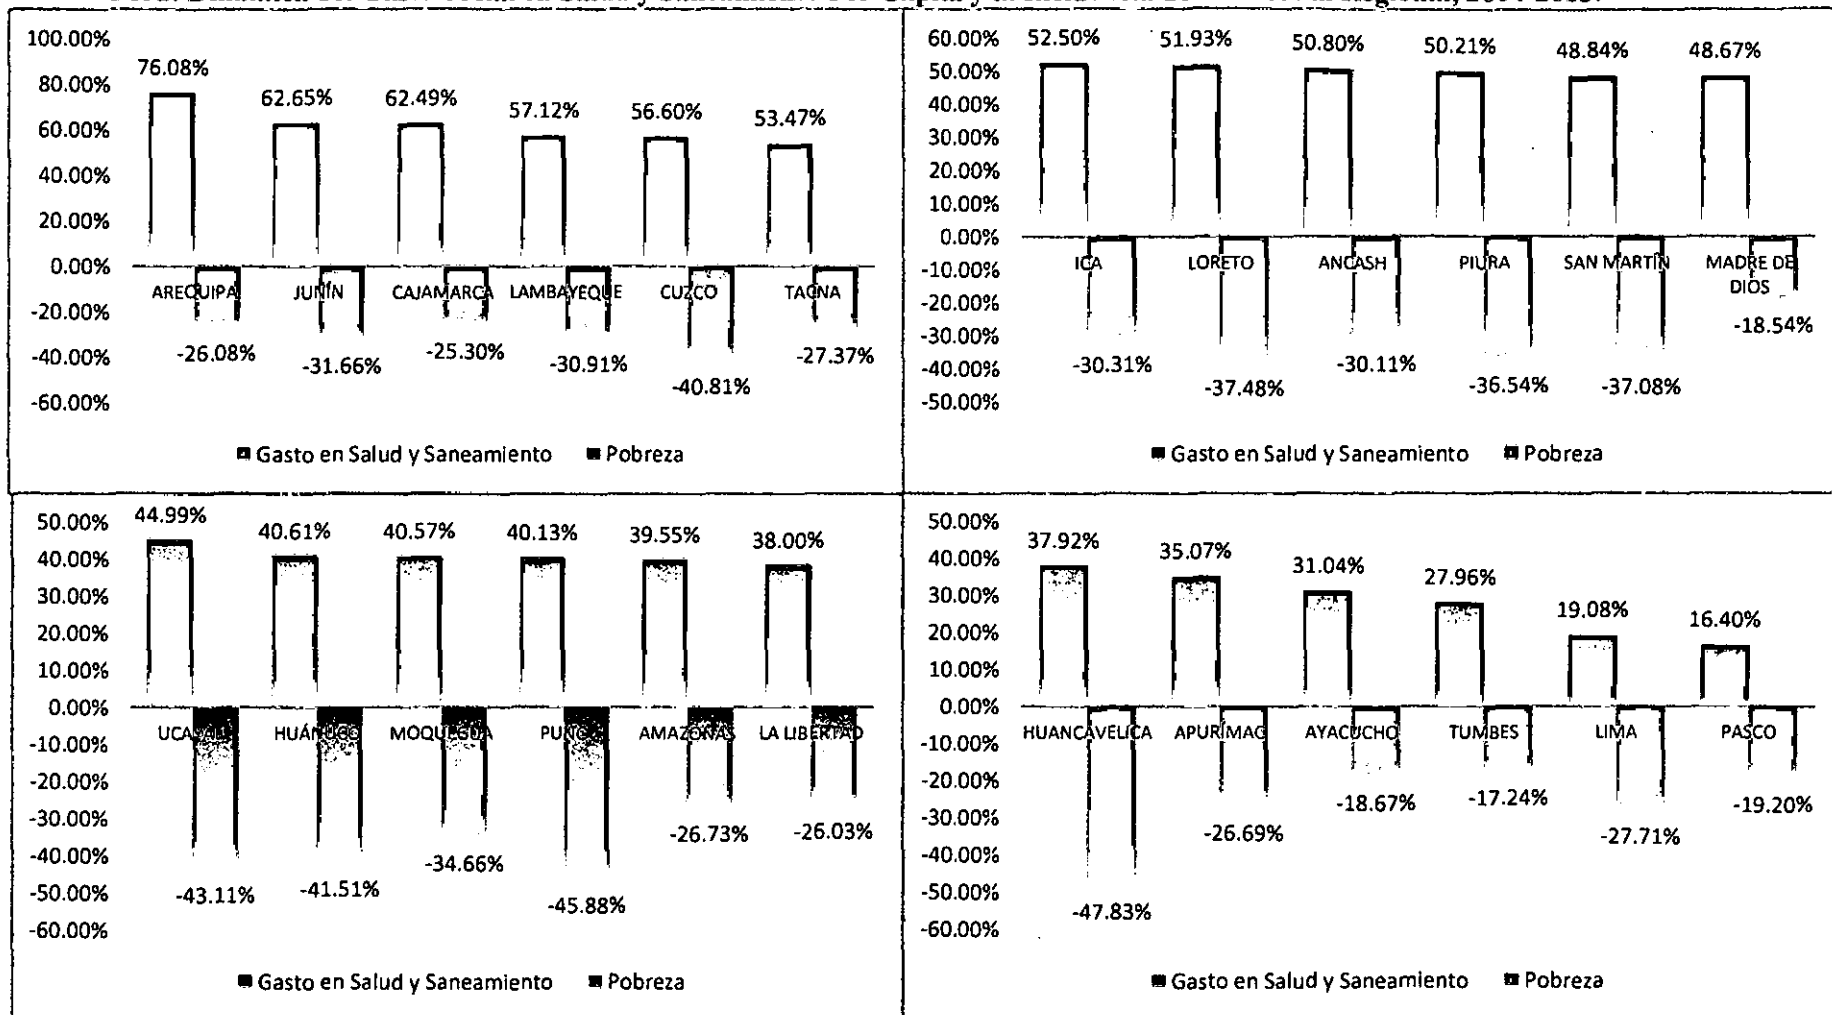 100.00%
80.00%
60.00%
40.00%
20.00%
0.00%
-20.00%
-40.00%
-60.00%
76.08%
62.65%
62.49%
57.12%
56.60%
53.47%
AREQUIPA
JUNÍN
CAJAMARCA
LAMBAYEQUE
CUZCO
TACNA
-26.08%
-31.66%
-25.30%
-30.91%
-40.81%
-27.37%
Gasto en Salud y Saneamiento
Pobreza
60.00%
50.00%
40.00%
30.00%
20.00%
10.00%
0.00%
-10.00%
-20.00%
-30.00%
-40.00%
-50.00%
52.50%
51.93%
50.80%
50.21%
48.84%
48.67%
ICA
LORETO
ANCASH
PIURA
SAN MARTÍN
MADRE DE
DIOS
-30.31%
-37.48%
-30.11%
-36.54%
-37.08%
-18.54%
Gasto en Salud y Saneamiento
Pobreza
50.00%
40.00%
30.00%
20.00%
10.00%
0.00%
-10.00%
-20.00%
-30.00%
-40.00%
-50.00%
-60.00%
44.99%
40.61%
40.57%
40.13%
39.55%
38.00%
HUÁNUCO
MOQUEGUA
PUNO
AMAZONAS
LA LIBERTAD
-43.11%
-41.51%
-34.66%
-45.88%
-26.73%
-26.03%
Gasto en Salud y Saneamiento
Pobreza
50.00%
40.00%
30.00%
20.00%
10.00%
0.00%
-10.00%
-20.00%
-30.00%
-40.00%
-50.00%
-60.00%
37.92%
35.07%
31.04%
27.96%
19.08%
16.40%
HUANCAVELICA
APURÍMAC
AYACUCHO
TUMBES
LIMA
PASCO
-47.83%
-26.69%
-18.67%
-17.24%
-27.71%
-19.20%
Gasto en Salud y Saneamiento
Pobreza